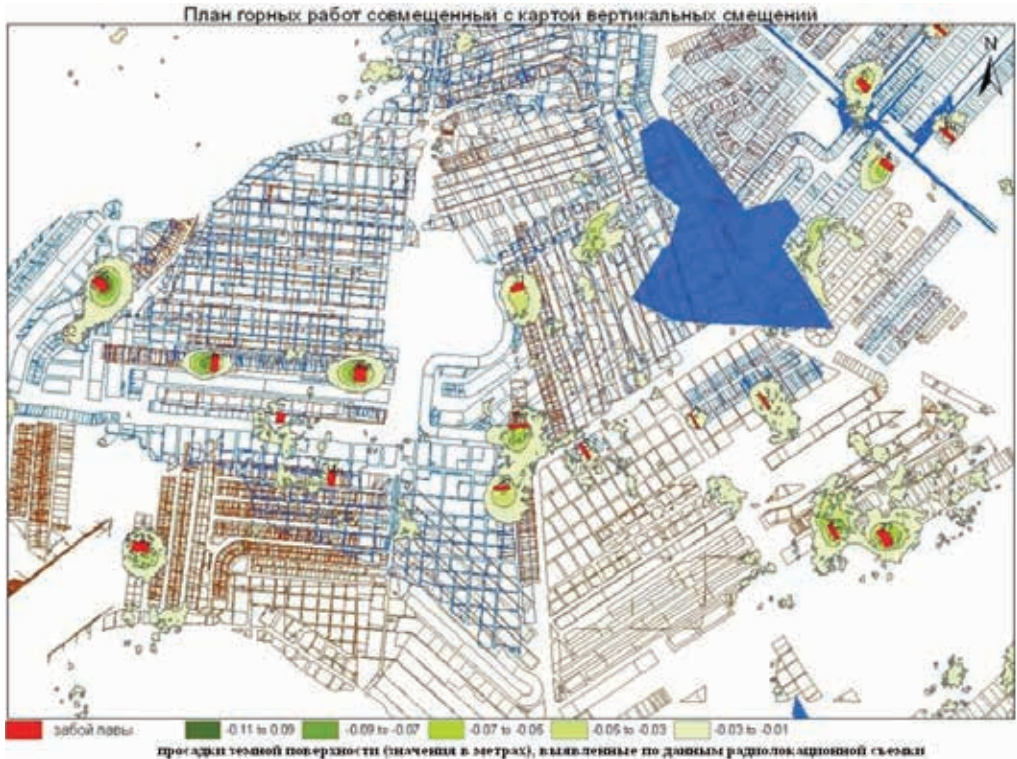 План горных работ совмещенный с картой вертикальных смещений
N
забой лавы
-0.11 to 0.09
-0.09 to -0.07
-0.07 to -0.05
-0.05 to -0.03
-0.03 to -0.01
просадки земной поверхности (значения в метрах), выявленные по данным радиолокационной съемки